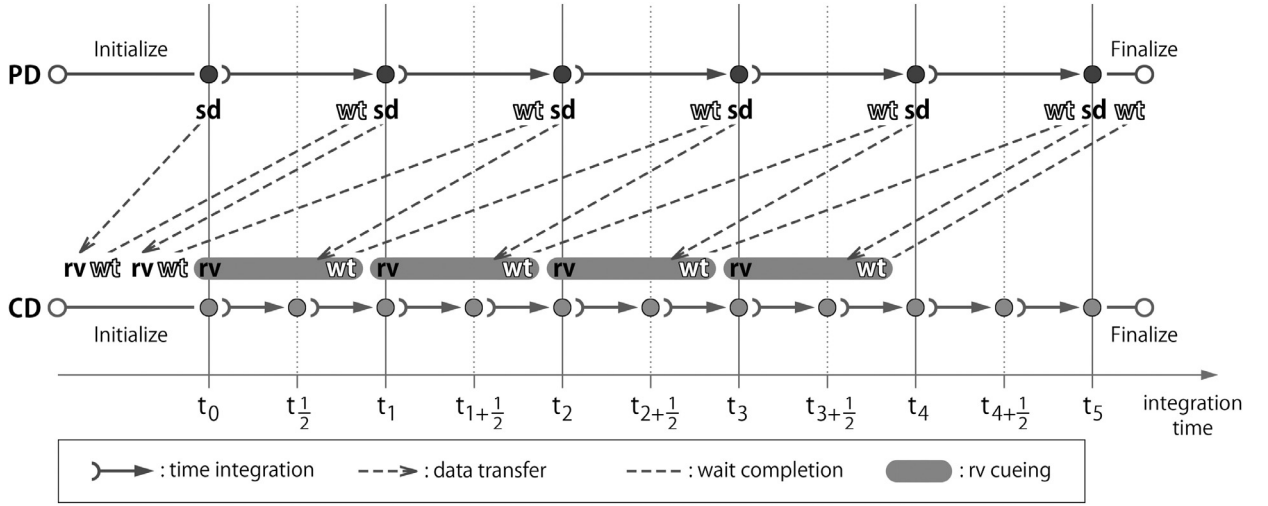 Initialize
Finalize
PD
sd wt sd wt sd wt sd wt sd wt sd wt
rv wt rv wt rv wt rv wt rv wt rv wt
CD
Initialize
Finalize
t0 t1/2 t1 t1+1/2 t2 t2+1/2 t3 t3+1/2 t4 t4+1/2 t5 integration
time
: time integration : data transfer : wait completion : rv cueing